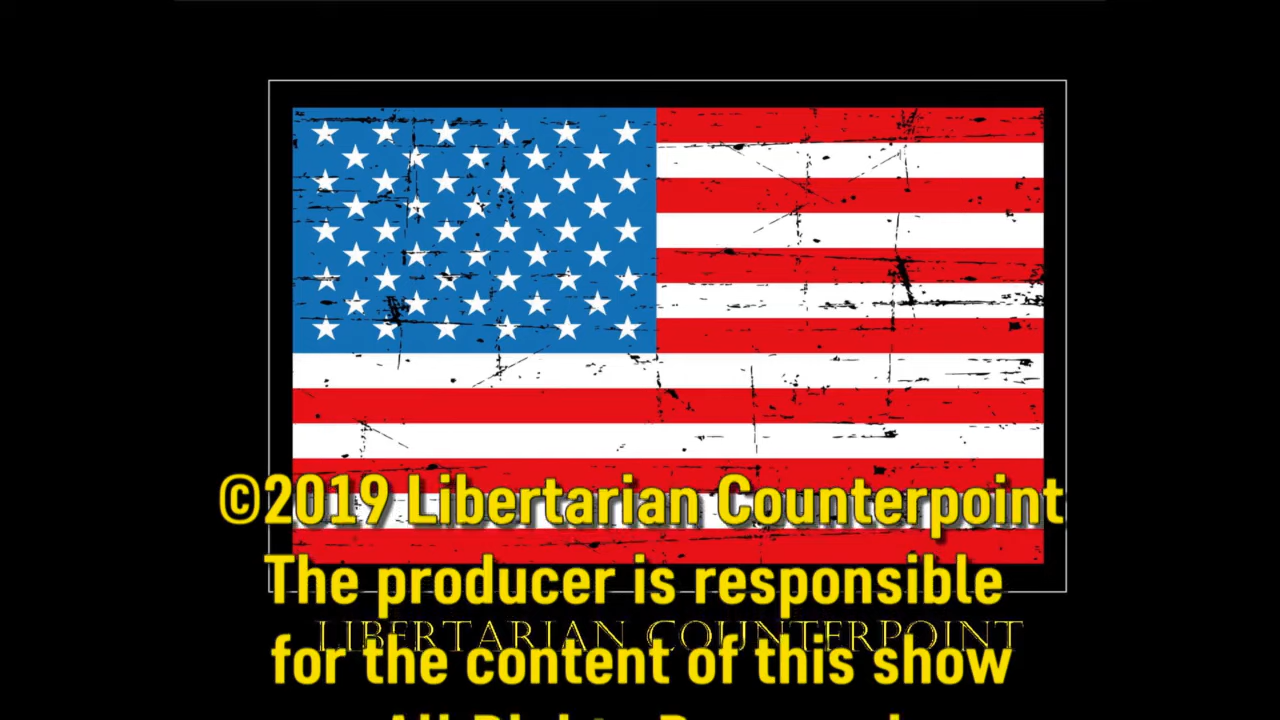 ©2019 Libertarian Counterpoint
The producer is responsible
LIBERTARIAN COUNTERPOINT
for the content of this show